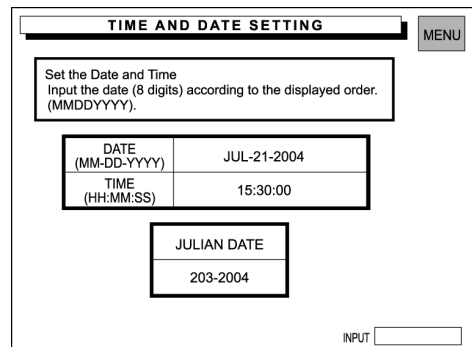 TIME AND DATE SETTING
MENU
Set the Date and Time
Input the date (8 digits) according to the displayed order.
(MMDDYYYY).
DATE
(MM-DD-YYYY)
JUL-21-2004
TIME
(HH:MM:SS)
15:30:00
JULIAN DATE
203-2004
INPUT